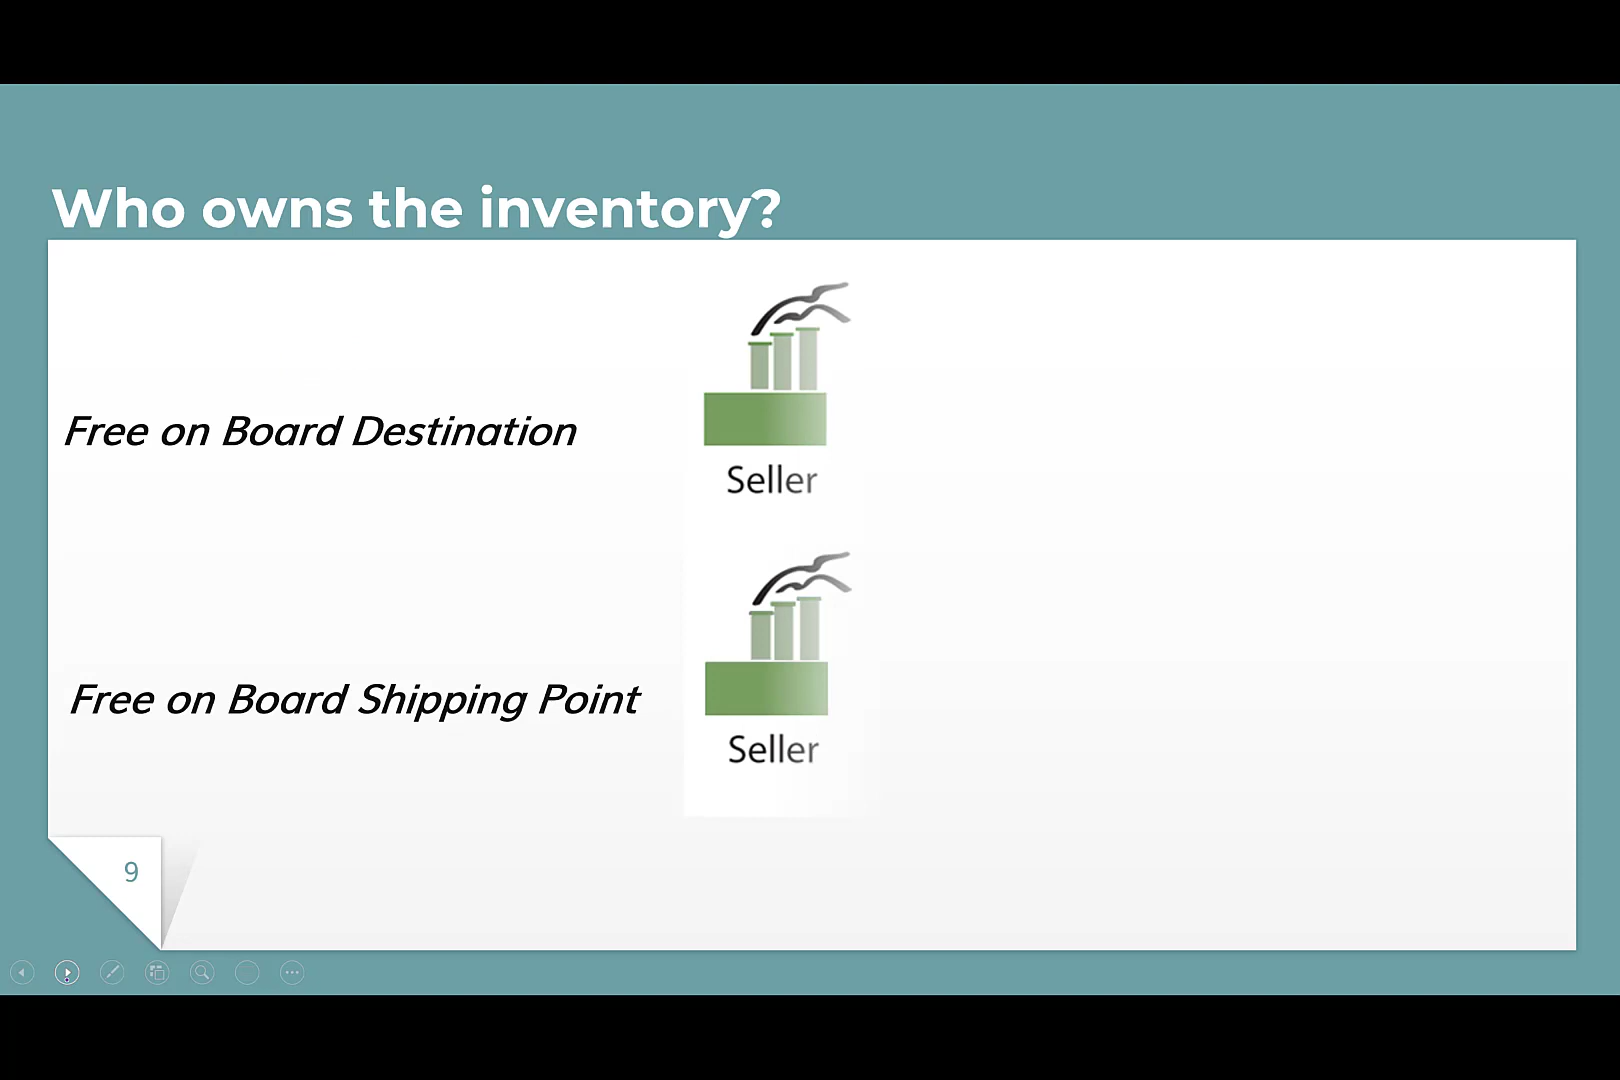 Who owns the inventory?
Free on Board Destination
Seller
Free on Board Shipping Point
Seller
9